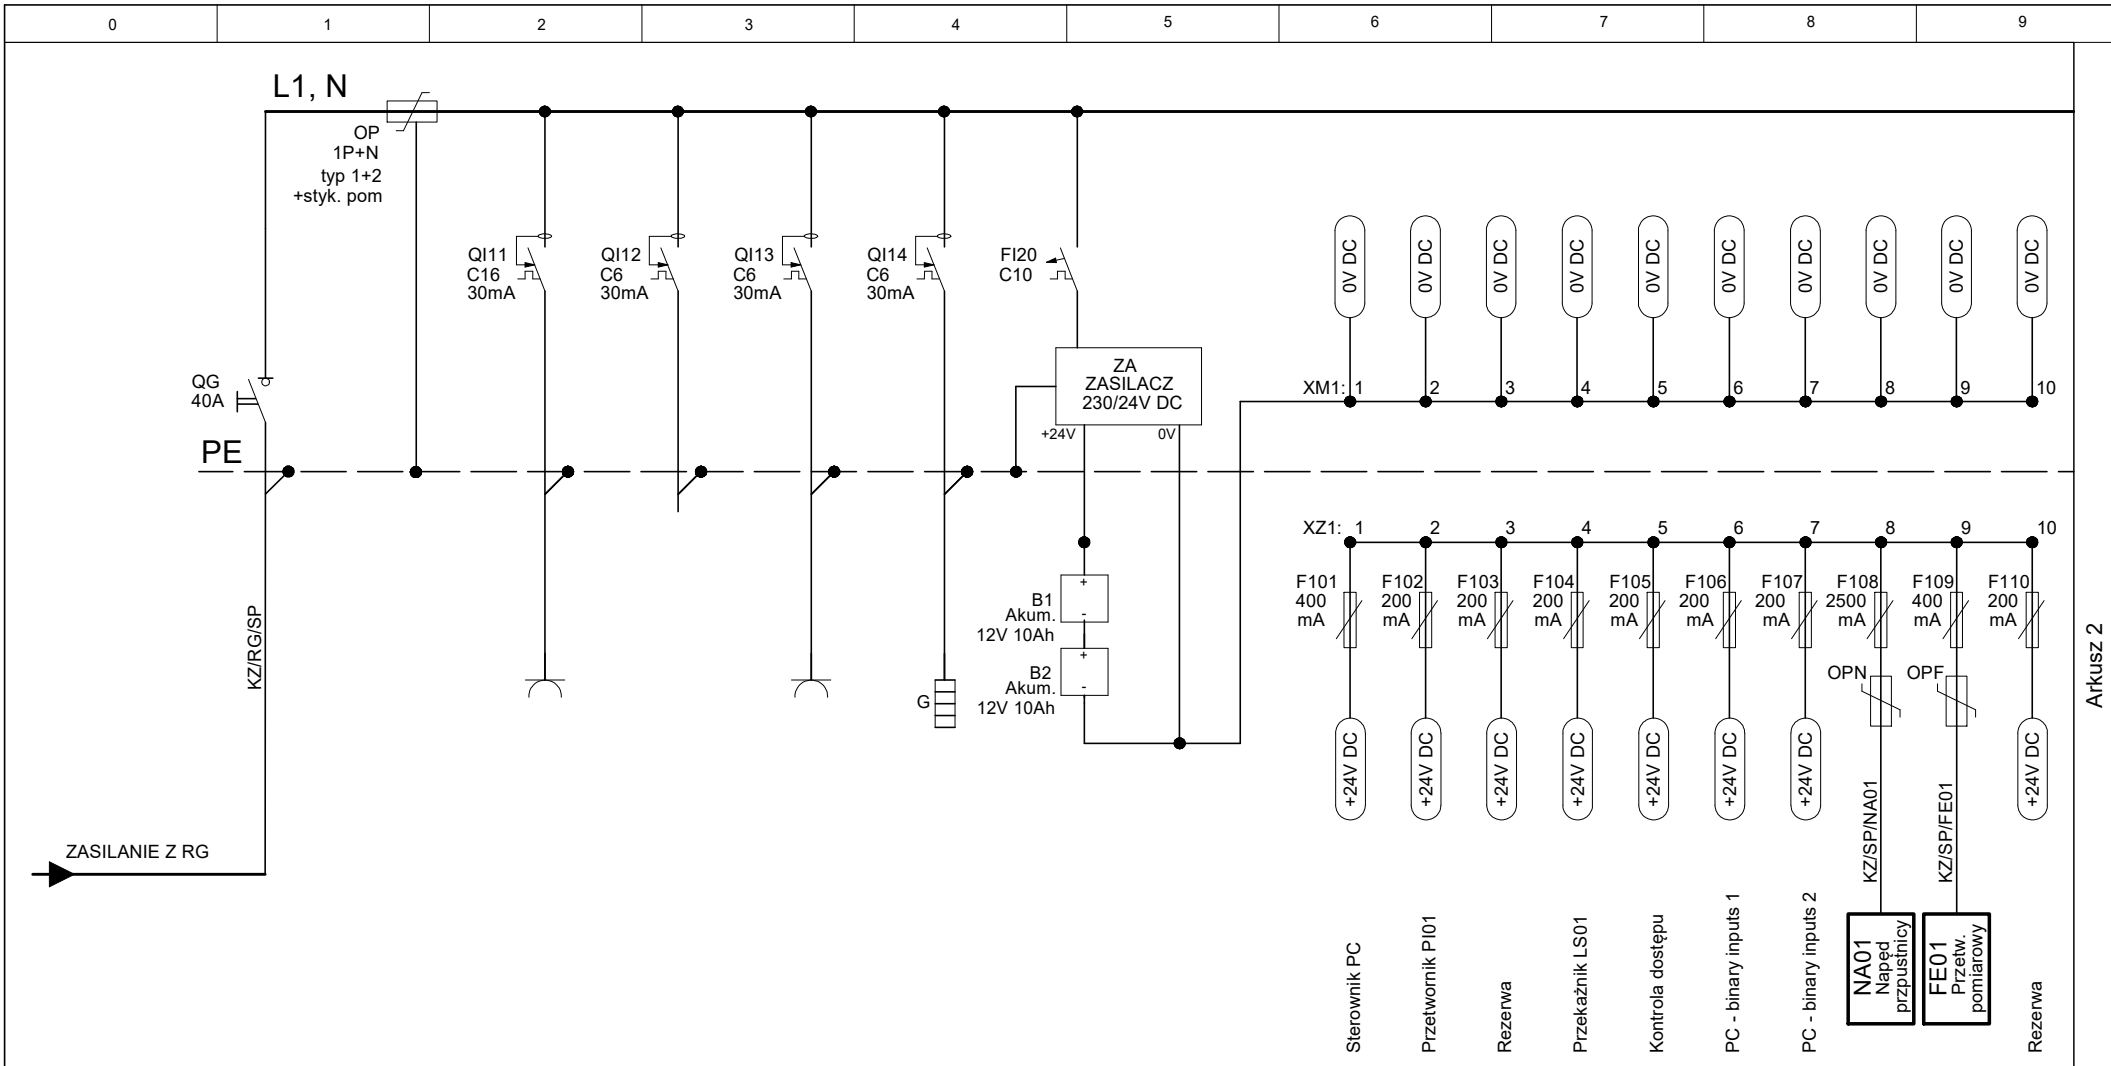 0 1 2 3 4 5 6 7 8 9
L1, N
OP
1P+N
typ 1+2
+styk. pom
QI11
C16
30mA
QI12
C6
30mA
QI13
C6
30mA
QI14
C6
30mA
FI20
C10
0V DC
0V DC
0V DC
0V DC
0V DC
0V DC
0V DC
0V DC
0V DC
0V DC
QG
40A
ZA
ZASILACZ
230/24V DC
+24V
0V
XM1: 1 2 3 4 5 6 7 8 9 10
PE
XZ1: 1 2 3 4 5 6 7 8 9 10
F101
400
mA
F102
200
mA
F103
200
mA
F104
200
mA
F105
200
mA
F106
200
mA
F107
200
mA
F108
2500
mA
F109
400
mA
F110
200
mA
+
-
B1
Akum.
12V 10Ah
+
-
B2
Akum.
12V 10Ah
KZ/RG/SP
G
OPN
OPF
+24V DC
+24V DC
+24V DC
+24V DC
+24V DC
+24V DC
+24V DC
+24V DC
KZ/SP/NA01
KZ/SP/FE01
ZASILANIE Z RG
Sterownik PC
Przetwornik PI01
Rezerwa
Przekaźnik LS01
Kontrola dostępu
PC - binary inputs 1
PC - binary inputs 2
NA01
Napęd
przpustnicy
FE01
Przetw.
pomiarowy
Rezerwa
Arkusz 2